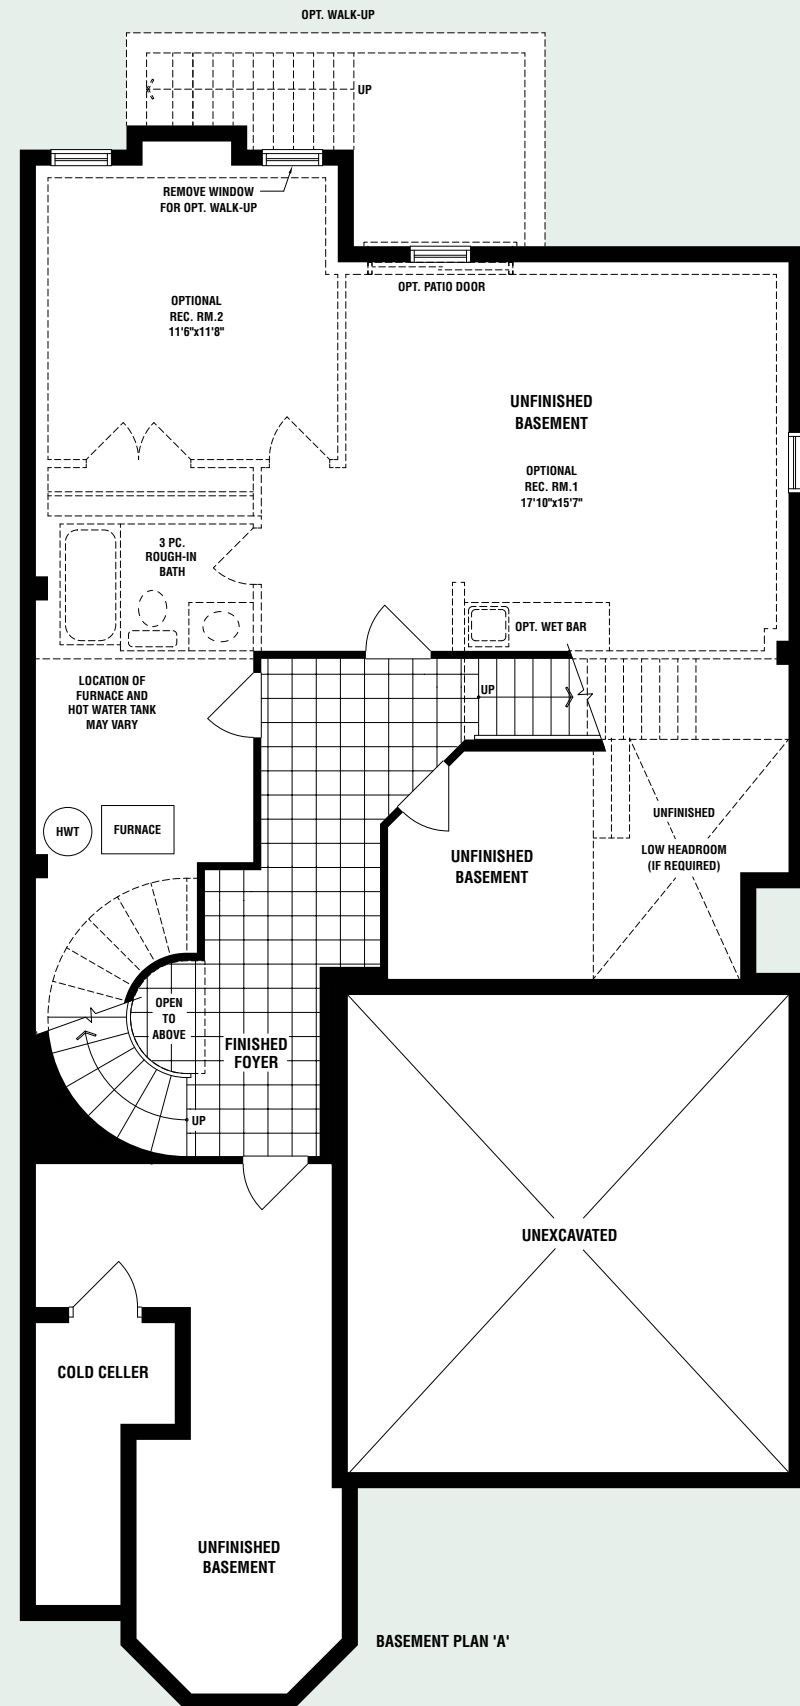 OPT. WALK-UP
UP
REMOVE WINDOW
FOR OPT. WALK-UP
OPT. PATIO DOOR
OPTIONAL
REC. RM.2
11'6"x11'8"
UNFINISHED
BASEMENT
OPTIONAL
REC. RM.1
17'10"x15'7"
3 PC.
ROUGH-IN
BATH
OPT. WET BAR
LOCATION OF
FURNACE AND
HOT WATER TANK
MAY VARY
UP
HWT
FURNACE
UNFINISHED
BASEMENT
UNFINISHED
LOW HEADROOM
(IF REQUIRED)
OPEN
TO
ABOVE
FINISHED
FOYER
UP
UNEXCAVATED
COLD CELLER
UNFINISHED
BASEMENT
BASEMENT PLAN 'A'